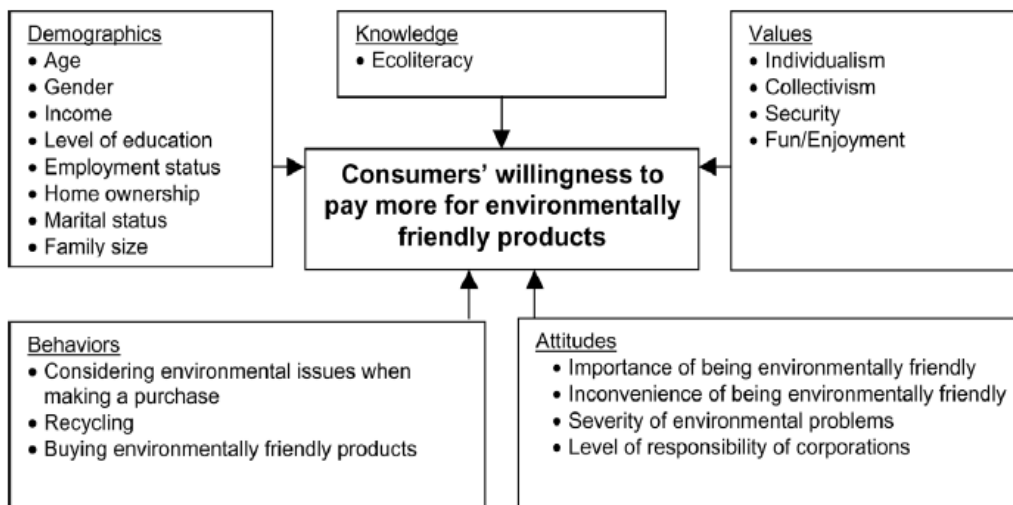 Demographics
• Age
• Gender
• Income
• Level of education
• Employment status
• Home ownership
• Marital status
• Family size
Knowledge
• Ecoliteracy
Values
• Individualism
• Collectivism
• Security
• Fun/Enjoyment
Consumers' willingness to
pay more for environmentally
friendly products
Behaviors
• Considering environmental issues when
making a purchase
• Recycling
• Buying environmentally friendly products
Attitudes
• Importance of being environmentally friendly
• Inconvenience of being environmentally friendly
• Severity of environmental problems
• Level of responsibility of corporations